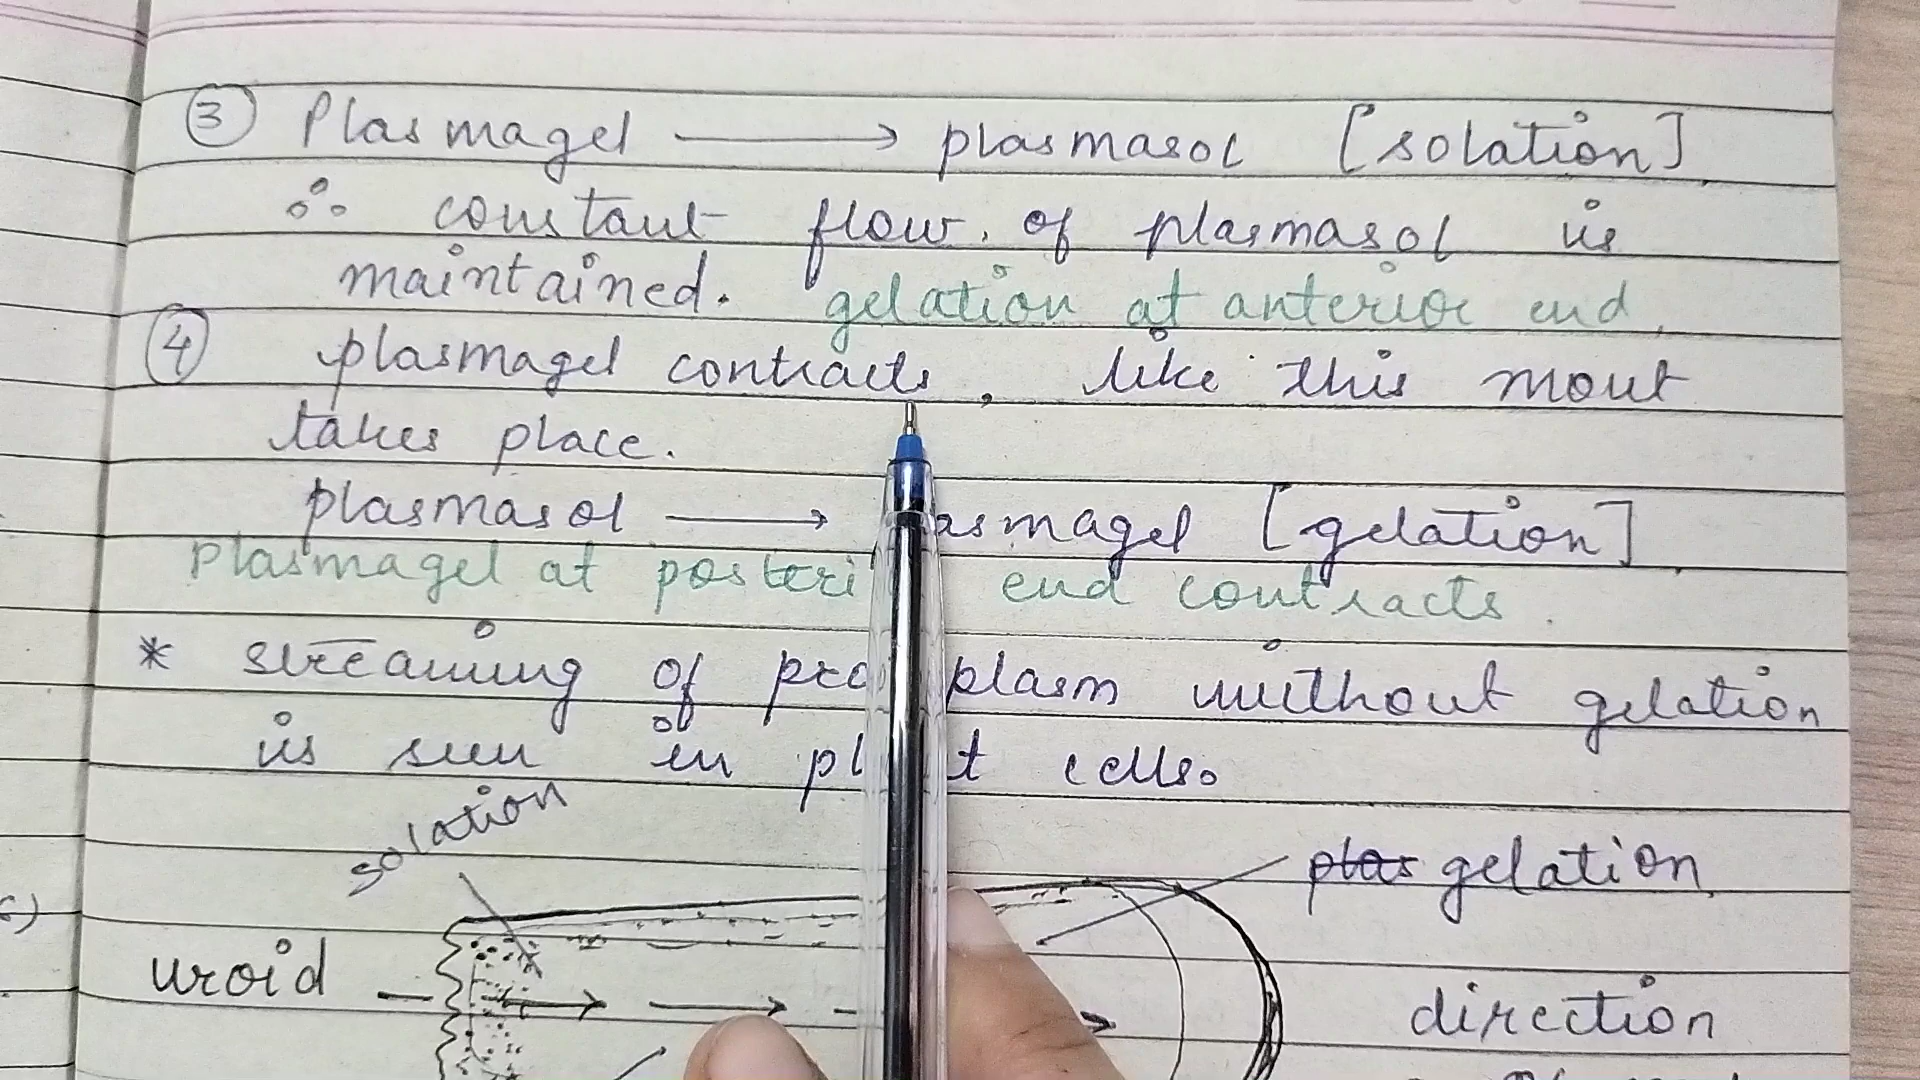 ③ Plasmagel ⟶ plasmasol [solation]
∴ constant flow. of plasmasol is
maintained. gelation at anterior end.
④ plasmagel contracts, like this movt
takes place.
plasmasol ⟶ asmagel [gelation]
Plasmagel at posteri end contracts.
* streaming of pro plasm without gelation
is seen in pl t cells.
solation
plas gelation
uroid
direction